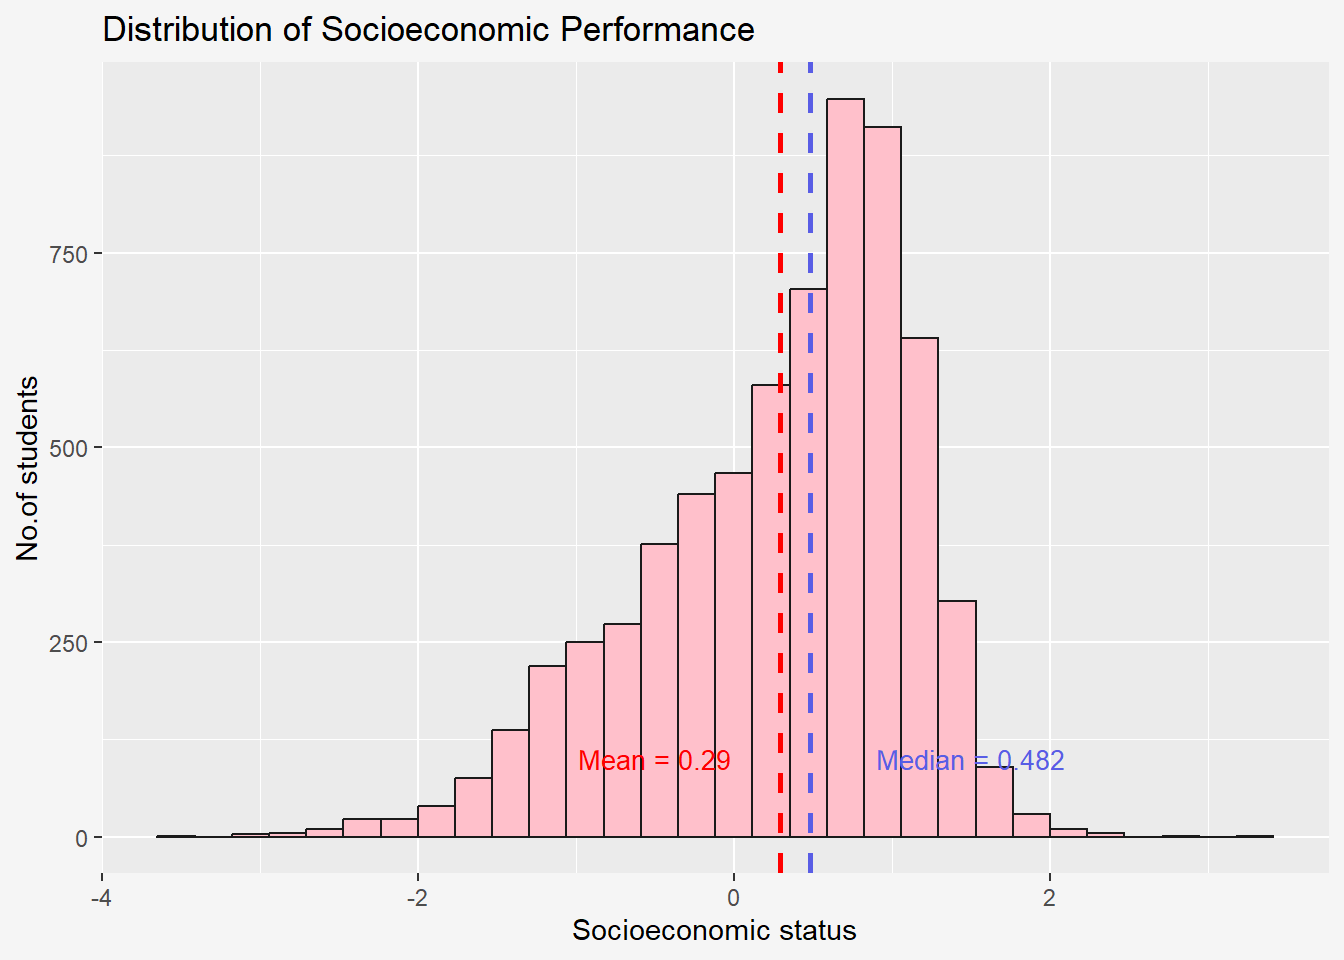 Distribution of Socioeconomic Performance
No.of students
750
500
250
0
Mean = 0.29
Median = 0.482
-4
-2
0
2
Socioeconomic status